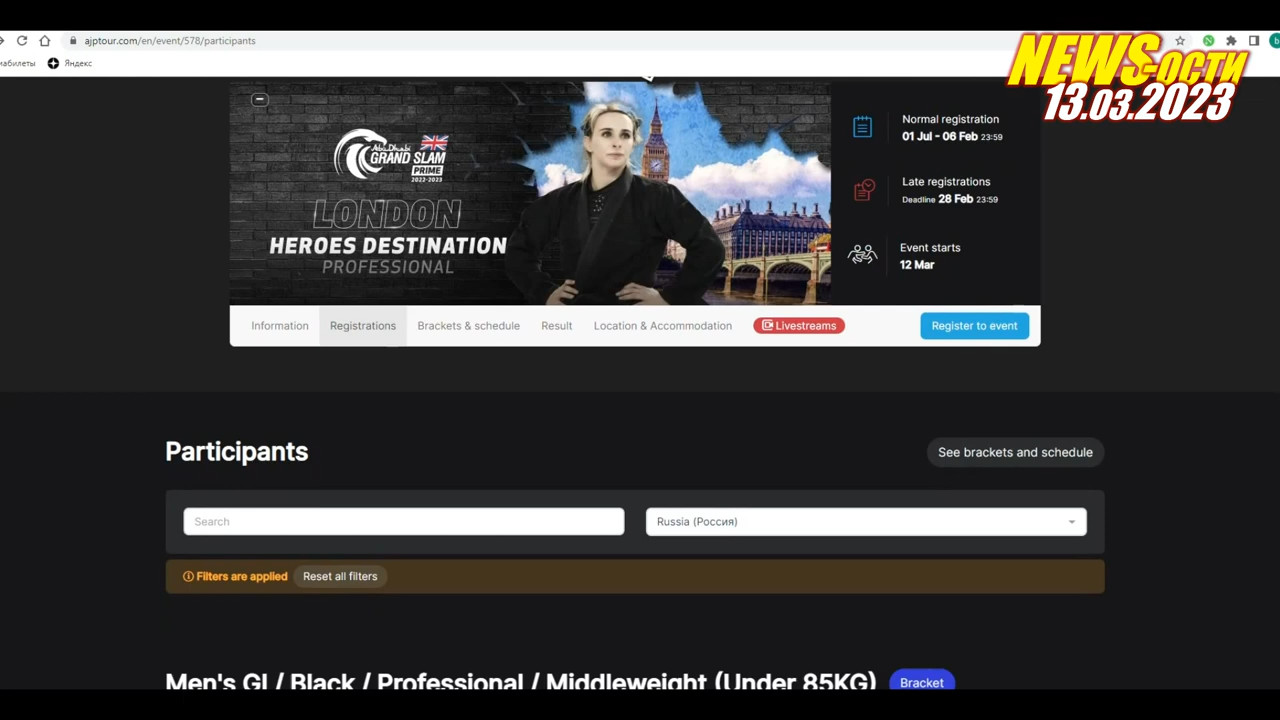 ajptour.com/en/event/578/participants
NEWS-ости
13.03.2023
иабилеты
Яндекс
Abu Dhabi
GRAND SLAM
PRIME
2022-2023
LONDON
HEROES DESTINATION
PROFESSIONAL
Normal registration
01 Jul - 06 Feb 23:59
Late registrations
Deadline 28 Feb 23:59
Event starts
12 Mar
Information
Registrations
Brackets & schedule
Result
Location & Accommodation
Livestreams
Register to event
Participants
See brackets and schedule
Search
Russia (Россия)
Filters are applied
Reset all filters
Men's GI / Black / Professional / Middleweight (Under 85KG)
Bracket